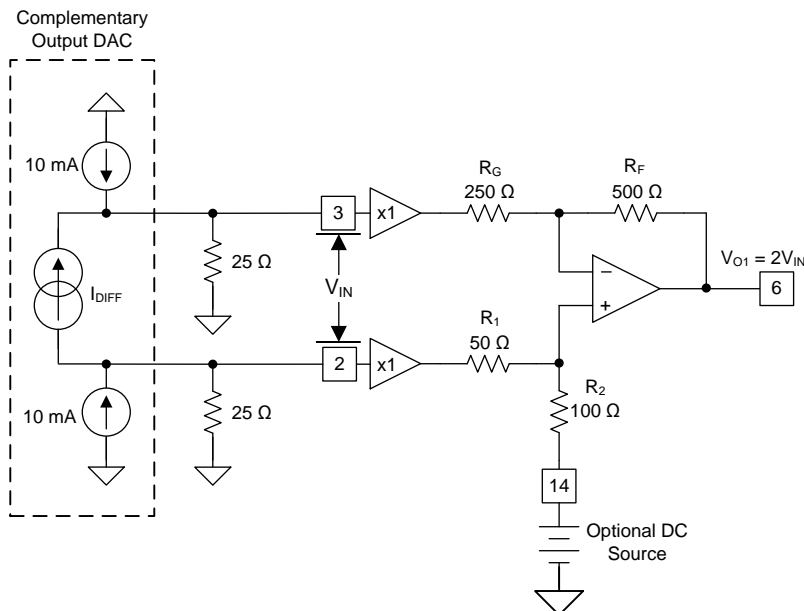 Complementary
Output DAC
10 mA
I_DIFF
10 mA
25 Ω
25 Ω
3
x1
V_IN
2
x1
R_G
250 Ω
R_F
500 Ω
R_1
50 Ω
−
+
V_O1 = 2V_IN
6
R_2
100 Ω
14
Optional DC
Source